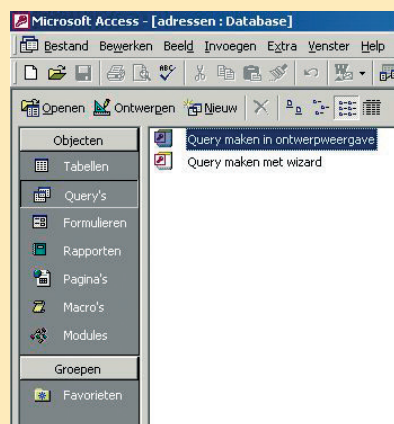 Microsoft Access - [adressen : Database]
Bestand Bewerken Beeld Invoegen Extra Venster Help
ABC
Openen Ontwerpen Nieuw
Objecten
Tabellen
Query's
Formulieren
Rapporten
Pagina's
Macro's
Modules
Groepen
Favorieten
Query maken in ontwerpweergave
Query maken met wizard